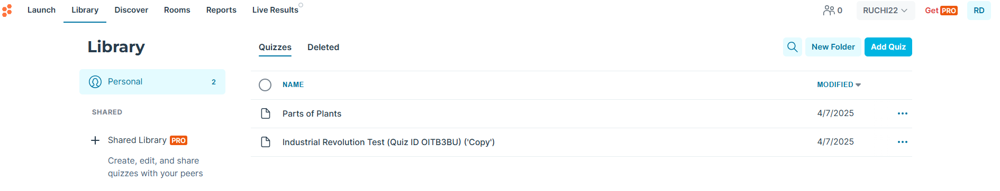 Launch Library Discover Rooms Reports Live Results 0 RUCHI22 Get PRO RD
Library
Personal 2
SHARED
Shared Library PRO
Create, edit, and share
quizzes with your peers
Quizzes Deleted New Folder Add Quiz
NAME MODIFIED
Parts of Plants 4/7/2025
Industrial Revolution Test (Quiz ID OITB3BU) ('Copy') 4/7/2025